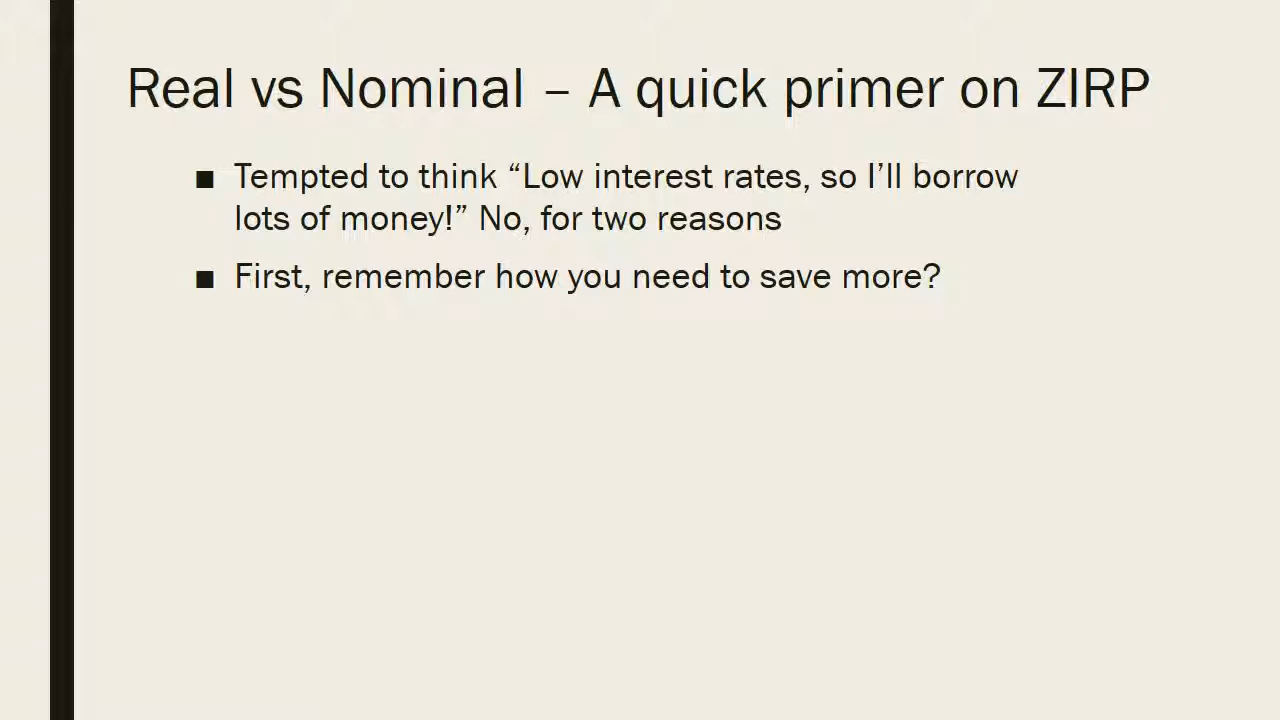 Real vs Nominal – A quick primer on ZIRP
■ Tempted to think “Low interest rates, so I’ll borrow
lots of money!” No, for two reasons
■ First, remember how you need to save more?